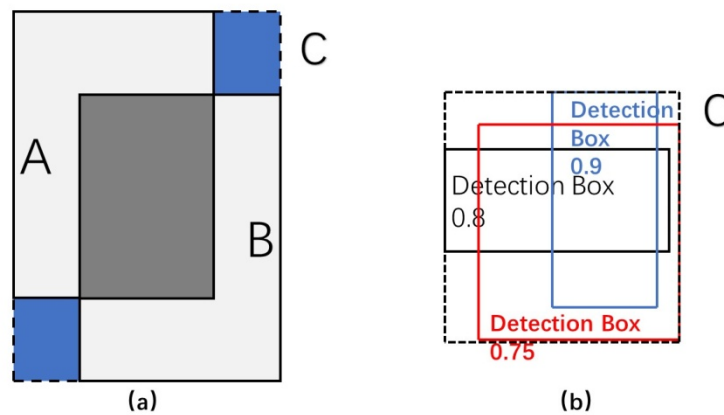 A
B
C
(a)
C
Detection
Box
0.9
Detection Box
0.8
Detection Box
0.75
(b)